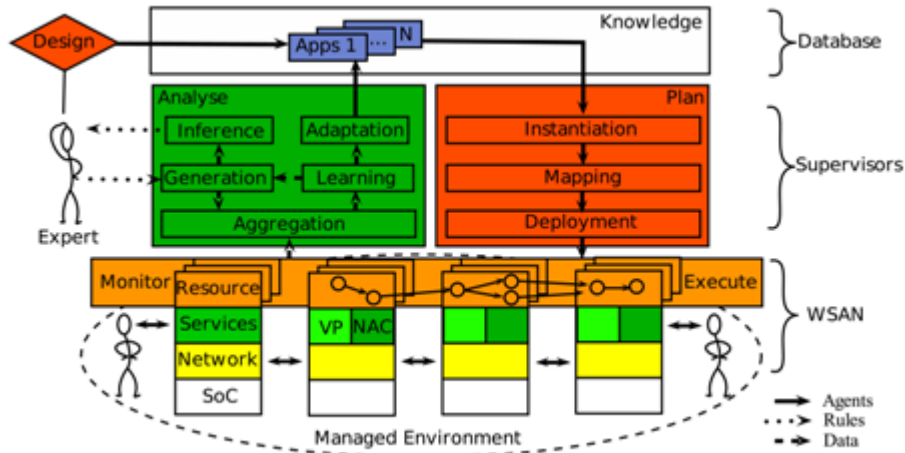 Knowledge
Design
Apps 1
...
N
Database
Analyse
Plan
Inference
Adaptation
Instantiation
Generation
Learning
Mapping
Supervisors
Aggregation
Deployment
Expert
Monitor
Resource
Execute
Services
VP
NAC
WSAN
Network
SoC
Managed Environment
Agents
Rules
Data